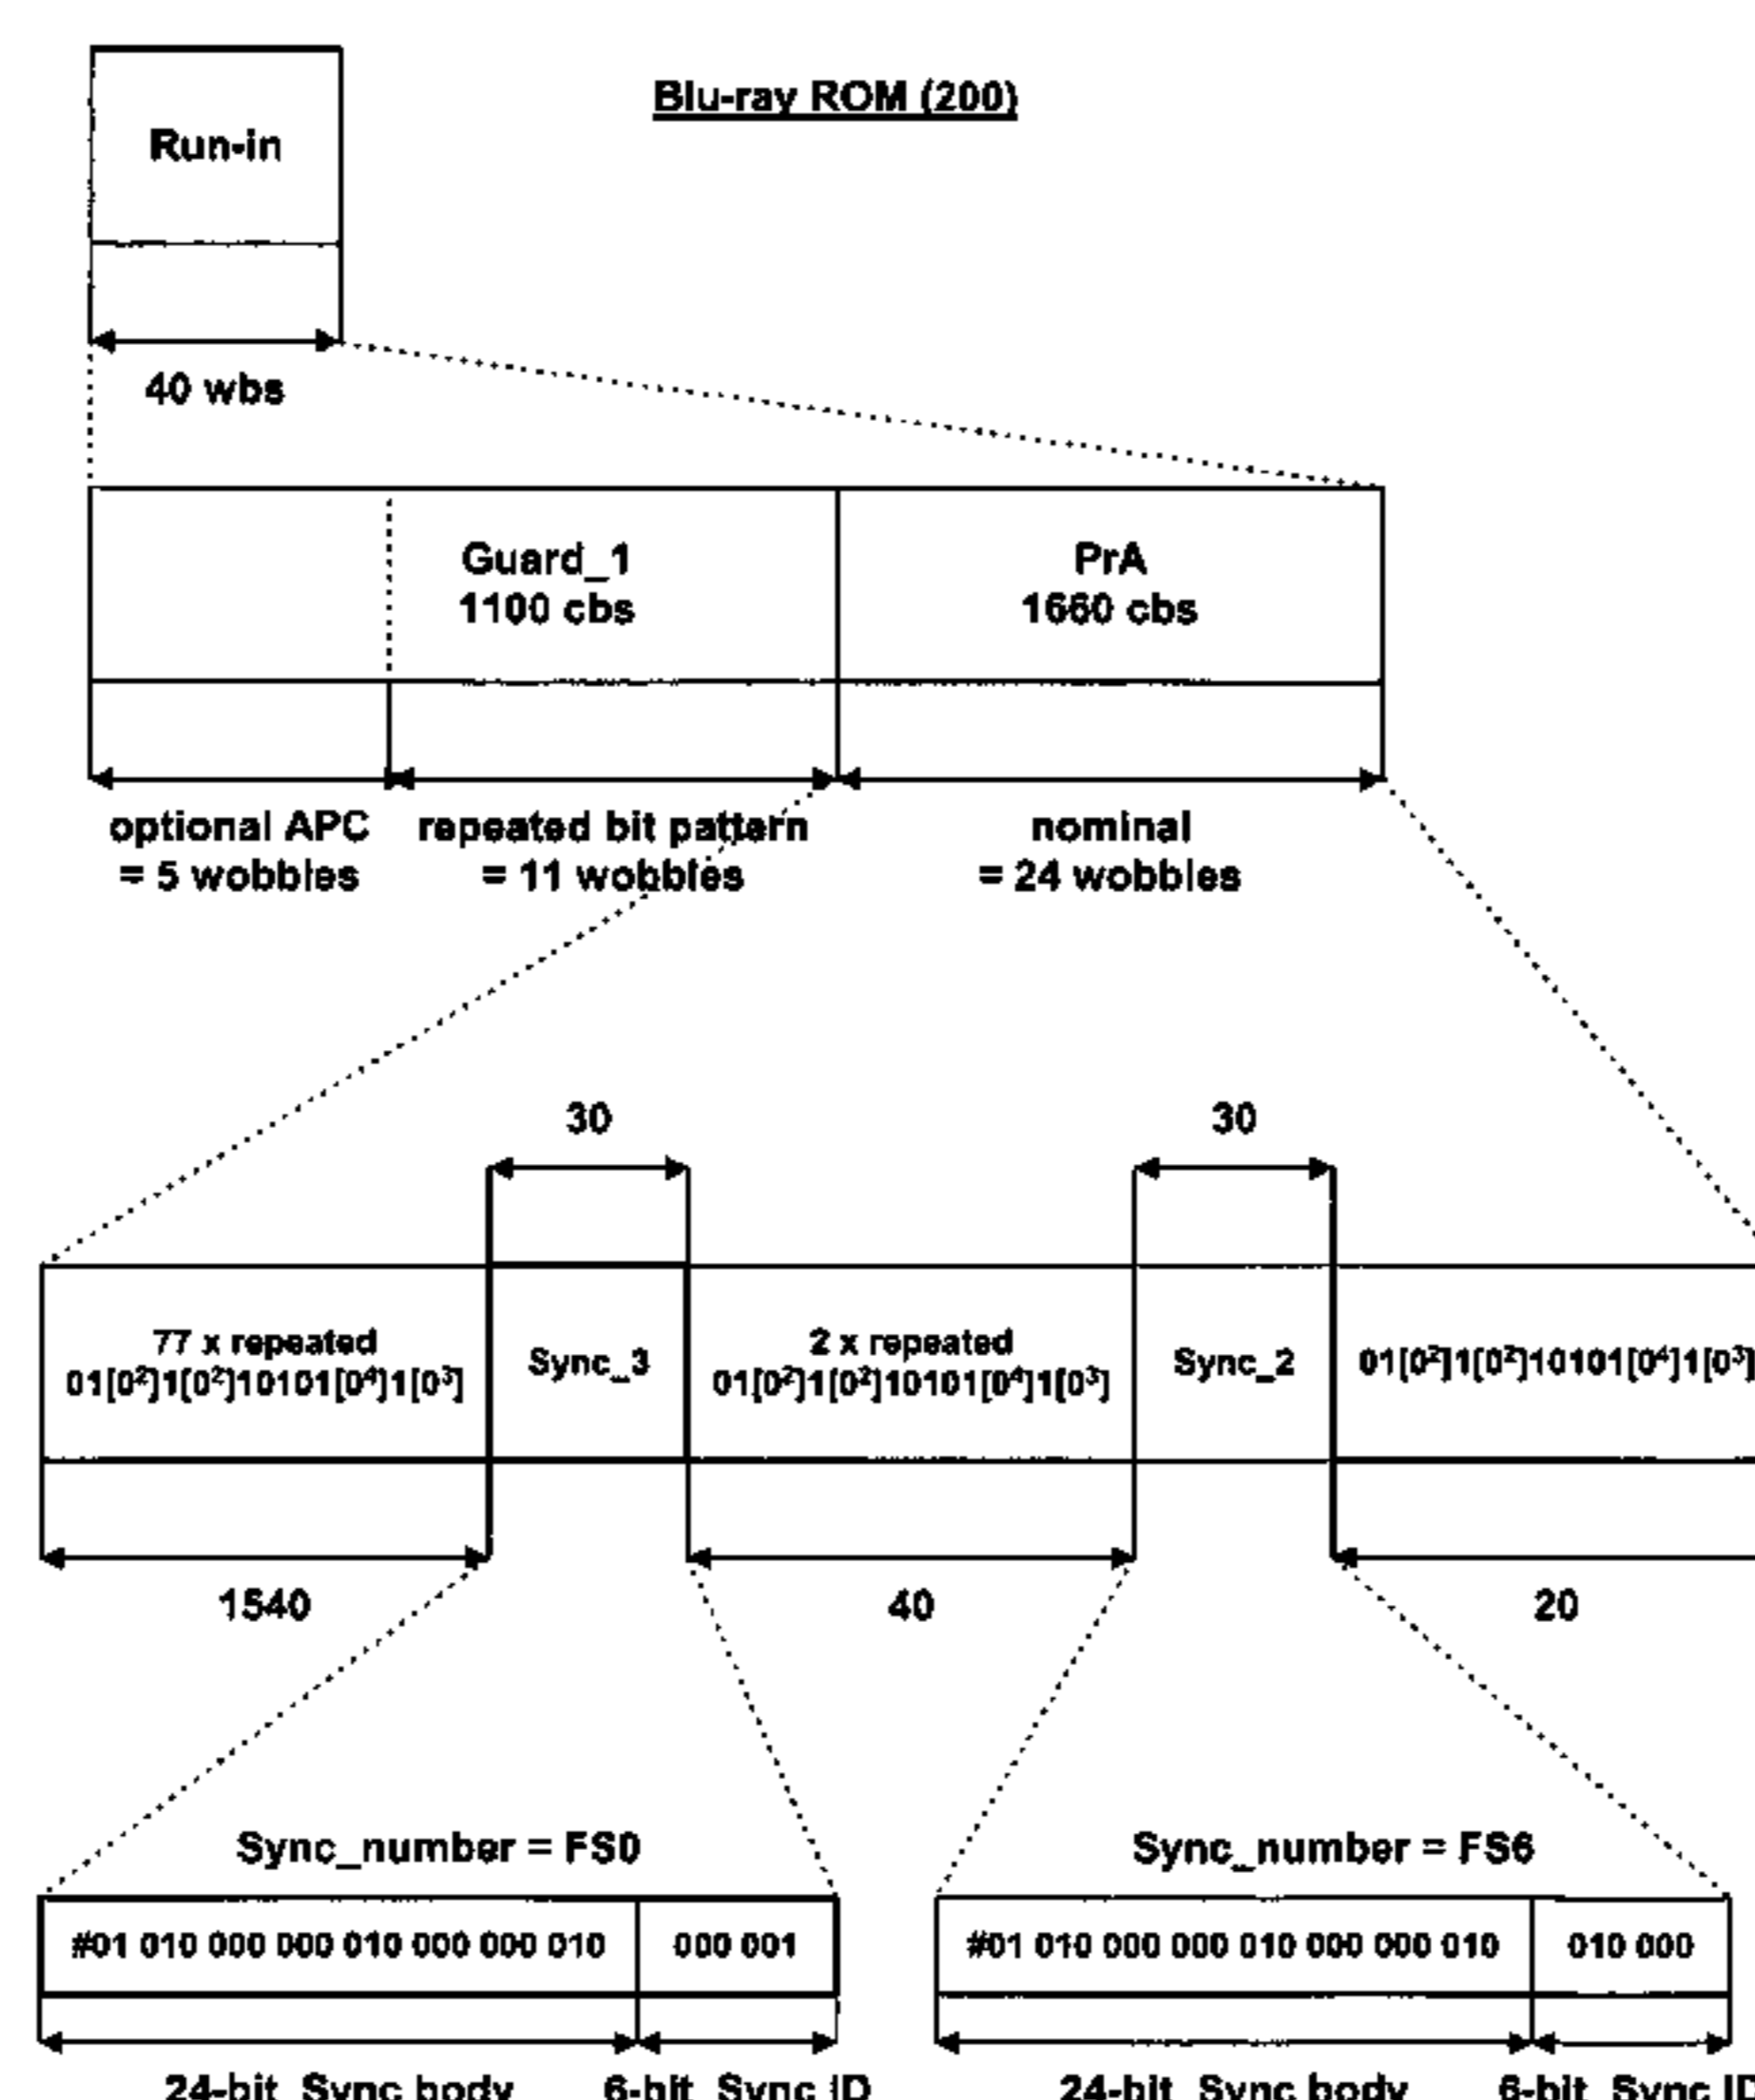 Blu-ray ROM (200)
Run-in
40 wbs
Guard_1
1100 cbs
PrA
1660 cbs
optional APC
= 5 wobbles
repeated bit pattern
= 11 wobbles
nominal
= 24 wobbles
30
30
77 x repeated
01[0²]1[0²]10101[0⁴]1[0³]
Sync_3
2 x repeated
01[0²]1[0²]10101[0⁴]1[0³]
Sync_2
01[0²]1[0²]10101[0⁴]1[0³]
1540
40
20
Sync_number = FS0
Sync_number = FS6
#01 010 000 000 010 000 000 010
000 001
#01 010 000 000 010 000 000 010
010 000
24-bit Sync body
6-bit Sync ID
24-bit Sync body
6-bit Sync ID